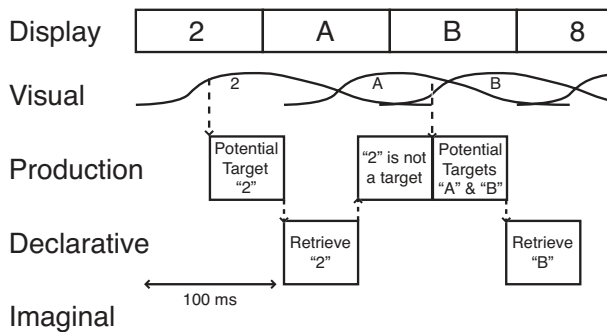 Display 2 A B 8
Visual 2 A B
Production
Potential
Target
“2”
“2” is not
a target
Potential
Targets
“A” & “B”
Declarative
Retrieve
“2”
Retrieve
“B”
100 ms
Imaginal